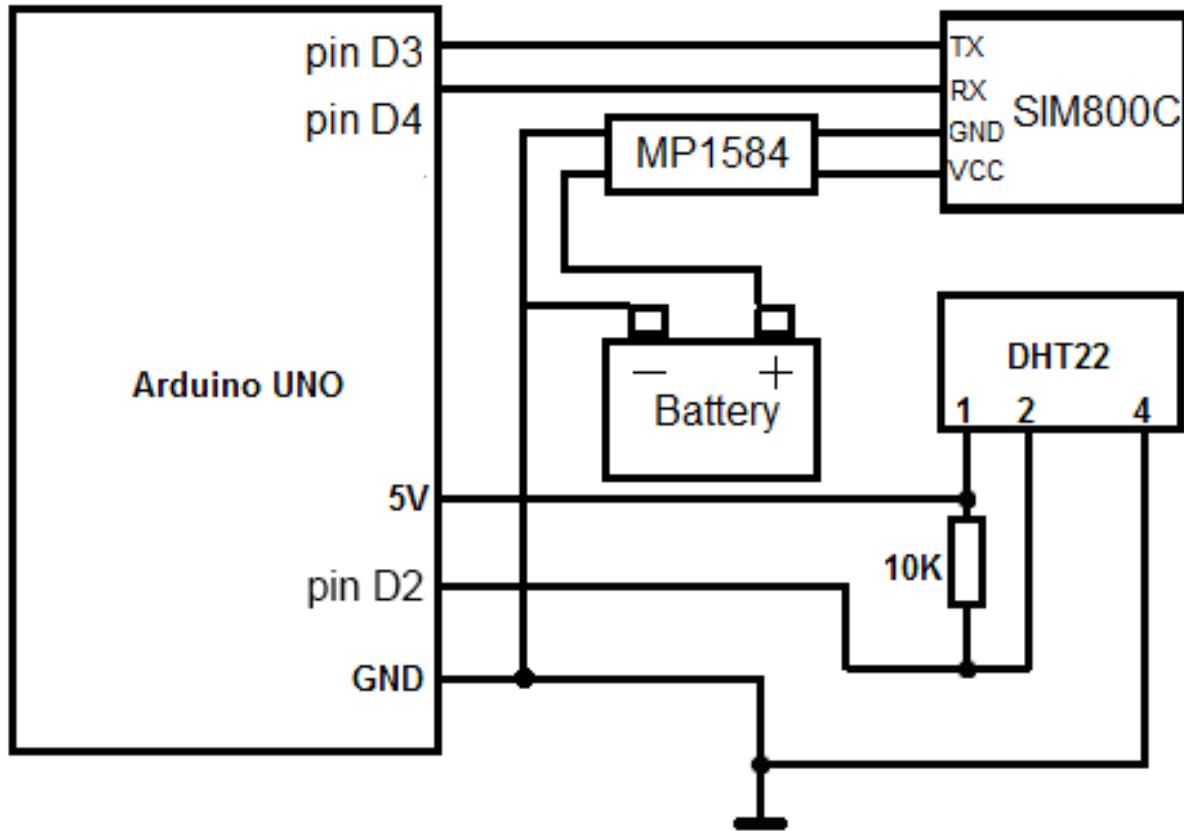 pin D3
pin D4
Arduino UNO
5V
pin D2
GND
TX
RX
GND
VCC
SIM800C
MP1584
— +
Battery
DHT22
1 2 4
10K